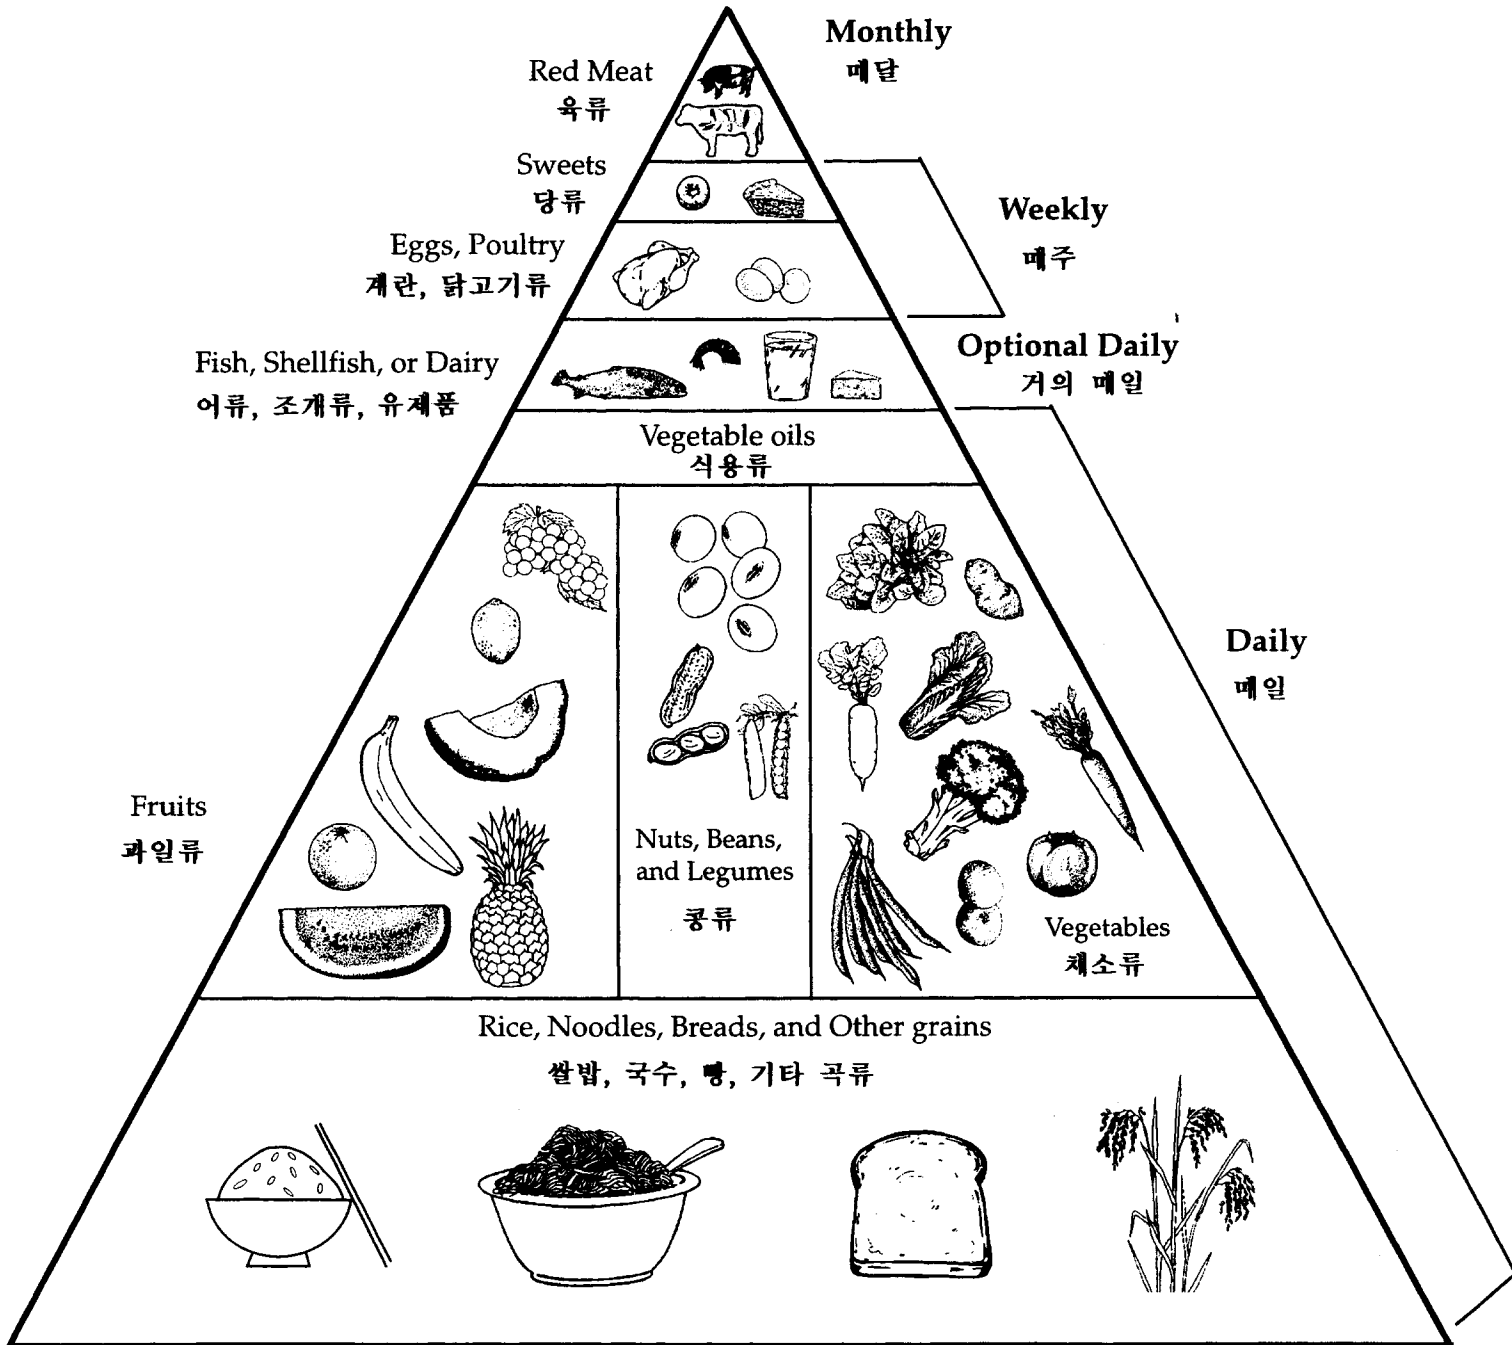 Monthly
매달
Red Meat
육류
Sweets
당류
Weekly
매주
Eggs, Poultry
계란, 닭고기류
Optional Daily
거의 매일
Fish, Shellfish, or Dairy
어류, 조개류, 유제품
Vegetable oils
식용류
Daily
매일
Fruits
과일류
Nuts, Beans,
and Legumes
콩류
Vegetables
채소류
Rice, Noodles, Breads, and Other grains
쌀밥, 국수, 빵, 기타 곡류